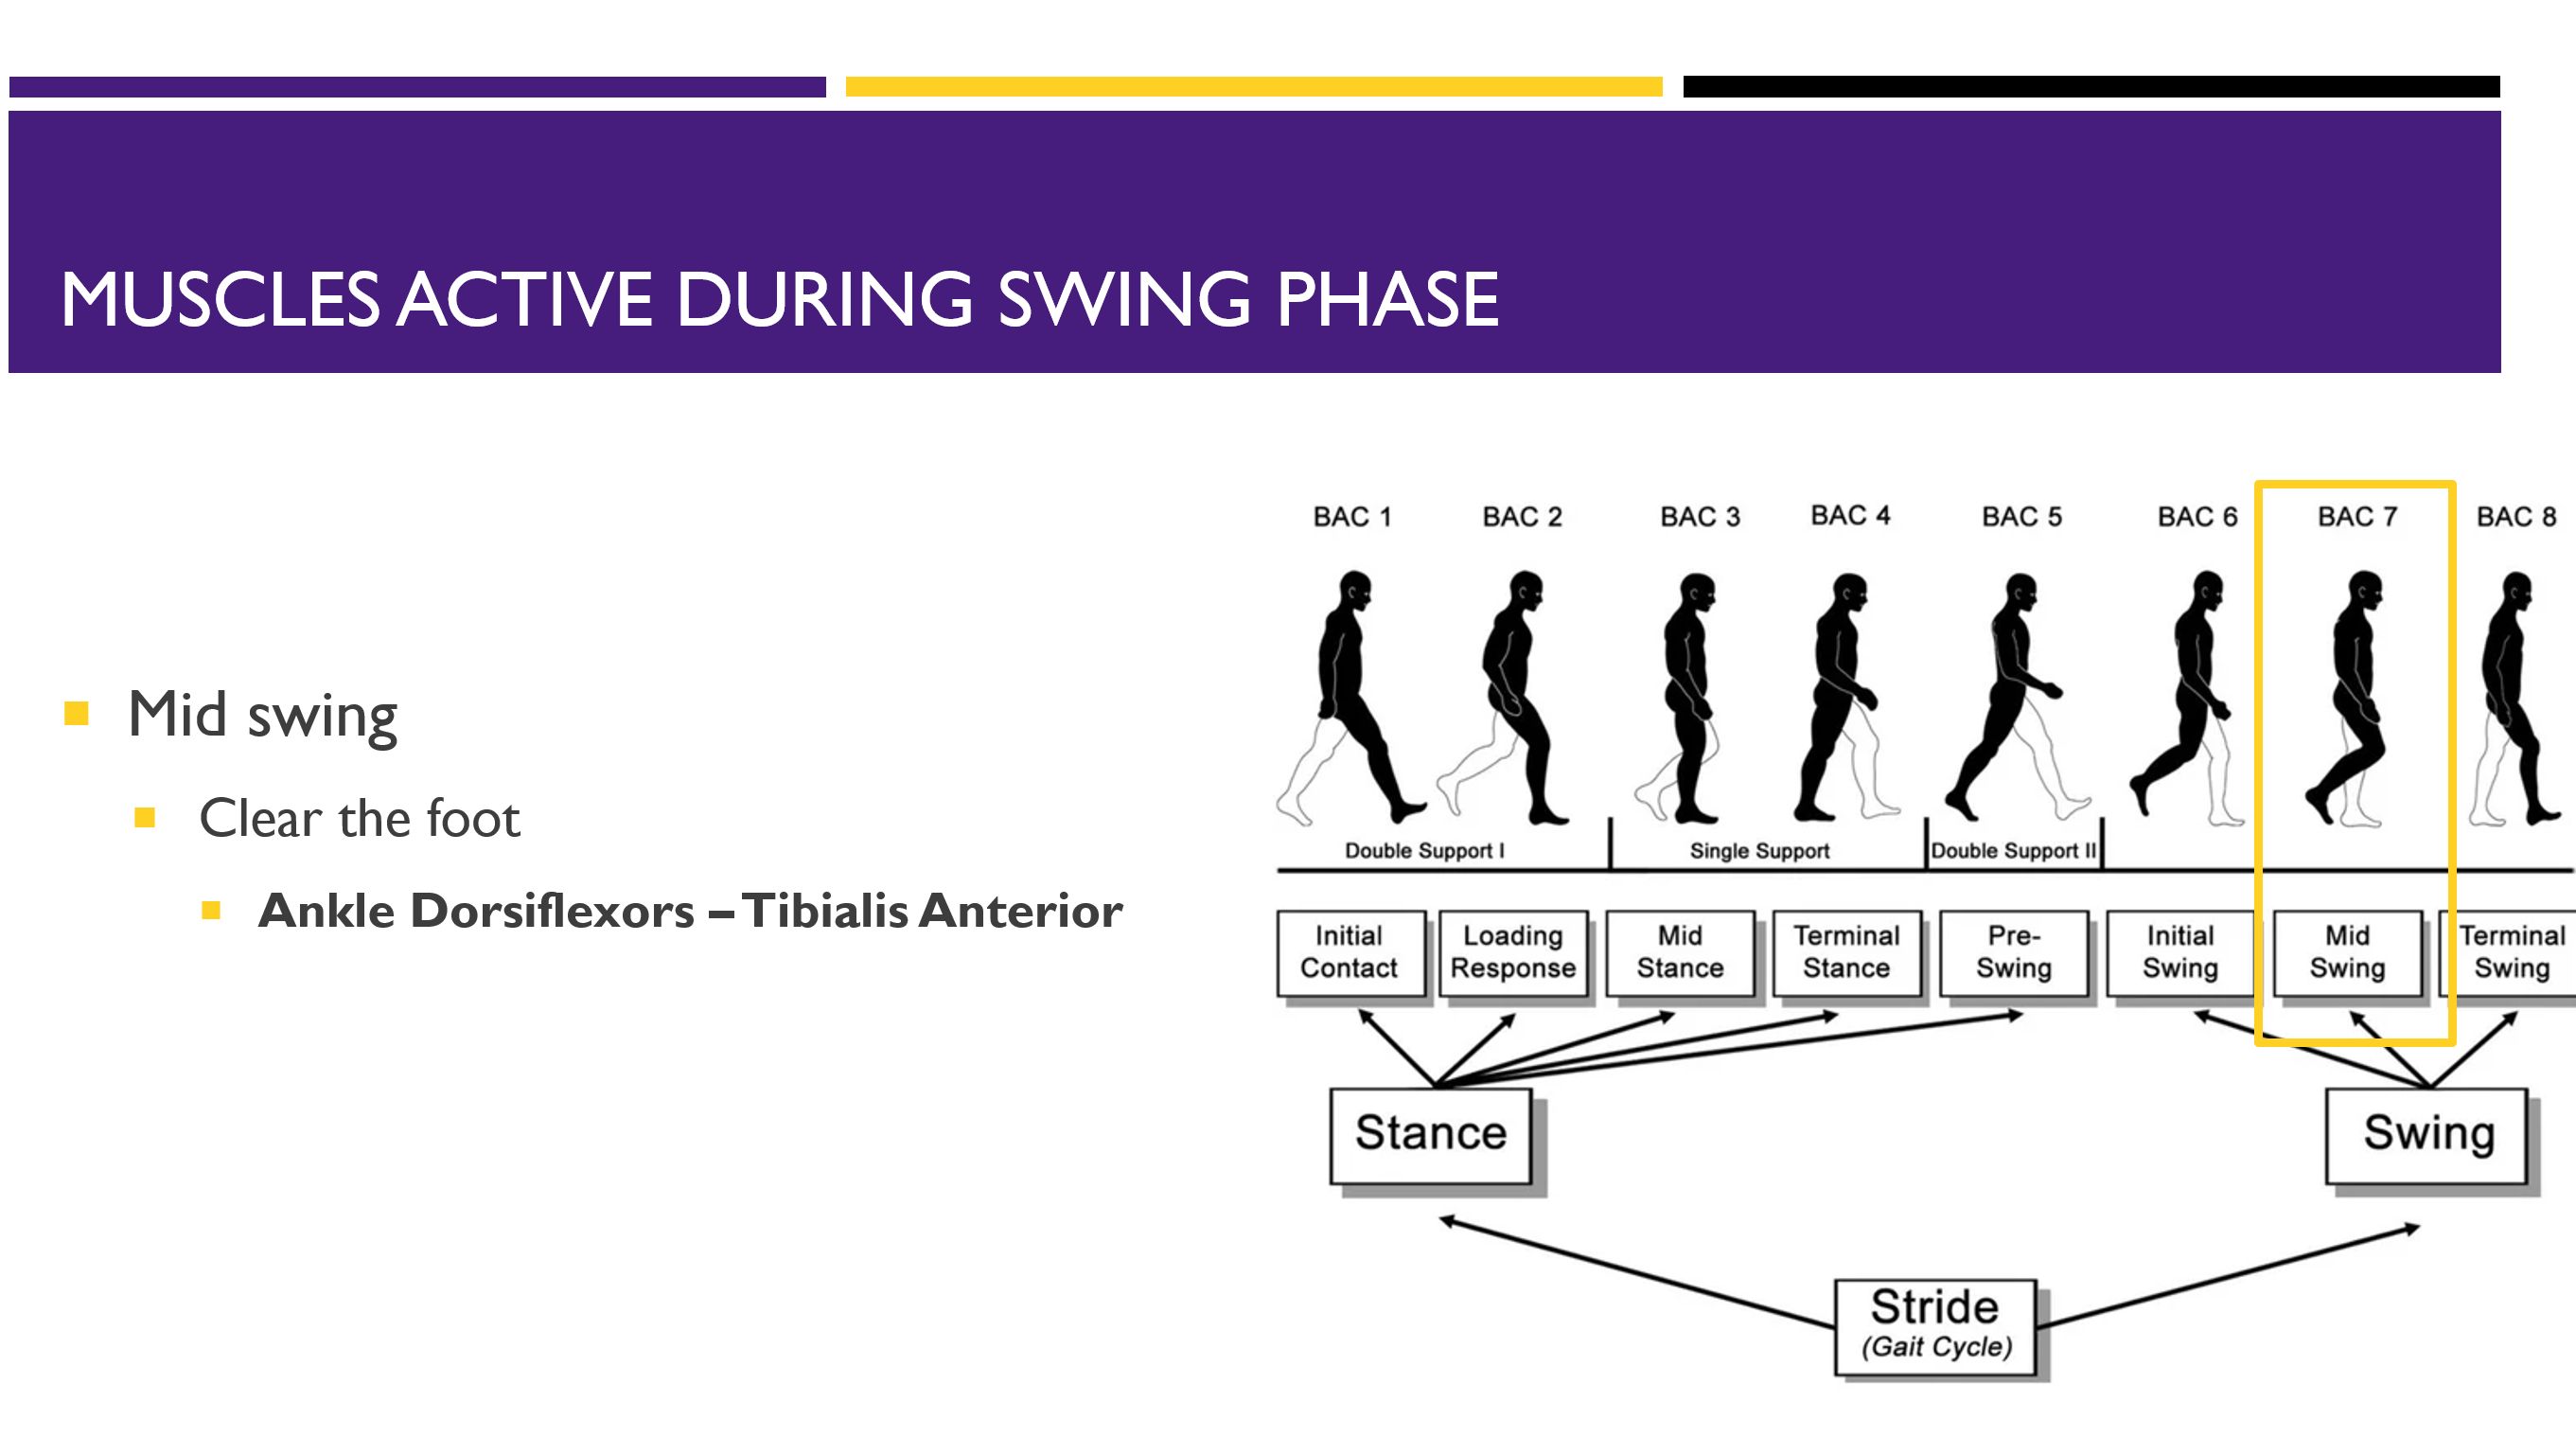 MUSCLES ACTIVE DURING SWING PHASE
Mid swing
Clear the foot
Ankle Dorsiflexors – Tibialis Anterior
BAC 1 BAC 2 BAC 3 BAC 4 BAC 5 BAC 6 BAC 7 BAC 8
Double Support I Single Support Double Support II
Initial Contact
Loading Response
Mid Stance
Terminal Stance
Pre-Swing
Initial Swing
Mid Swing
Terminal Swing
Stance
Swing
Stride
(Gait Cycle)